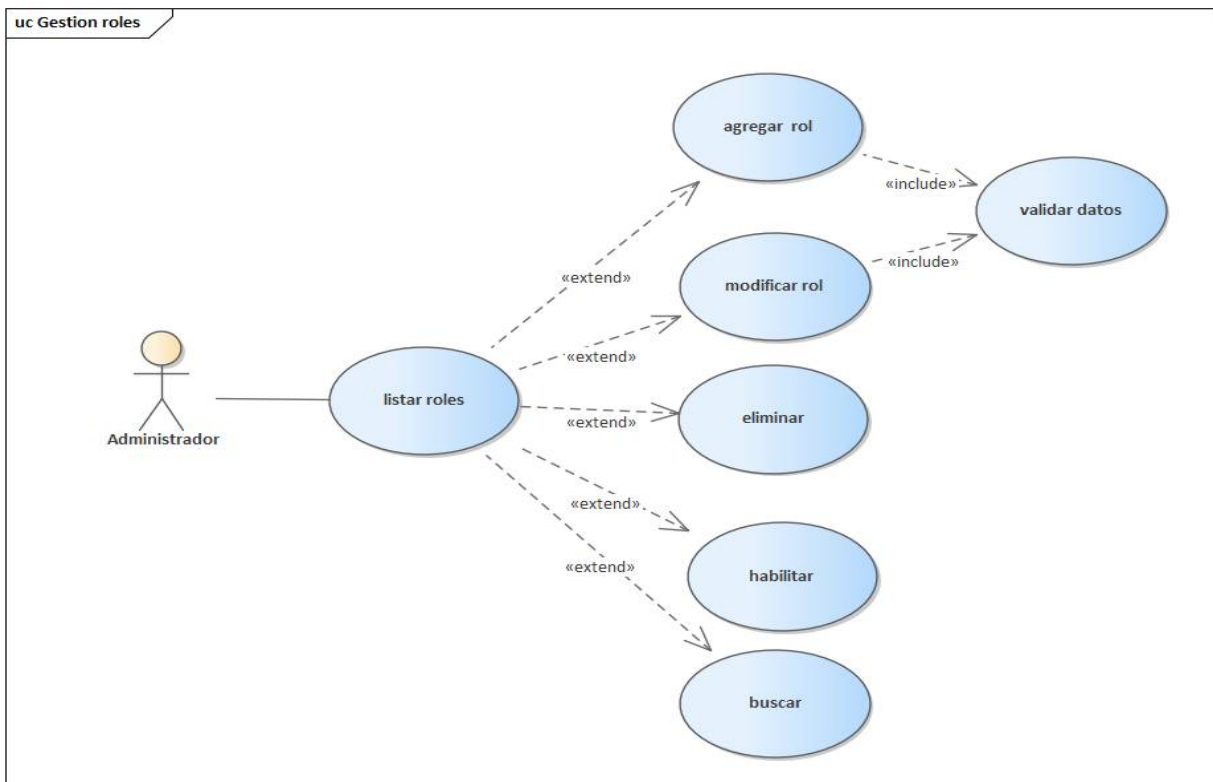 uc Gestion roles
agregar rol
«include»
validar datos
«extend»
modificar rol
«include»
«extend»
listar roles
eliminar
«extend»
Administrador
«extend»
habilitar
«extend»
buscar